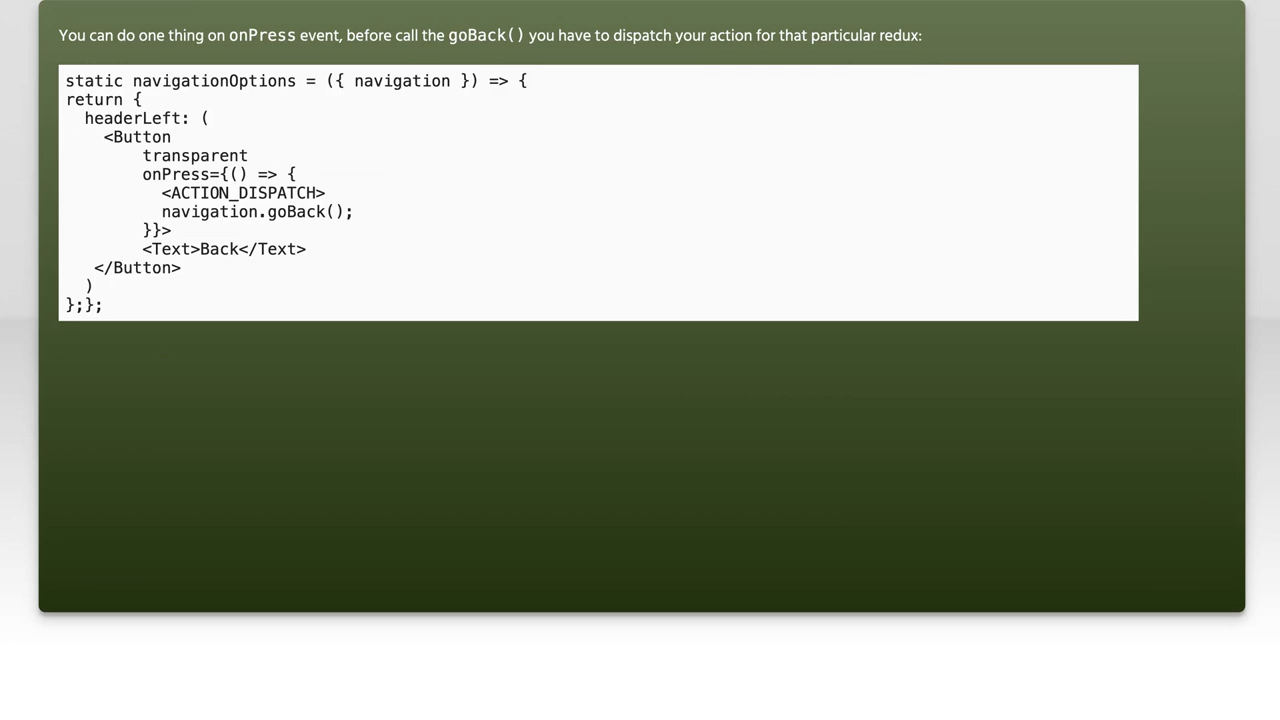 You can do one thing on onPress event, before call the goBack() you have to dispatch your action for that particular redux:
static navigationOptions = ({ navigation }) => {
return {
  headerLeft: (
    <Button
        transparent
        onPress={() => {
          <ACTION_DISPATCH>
          navigation.goBack();
        }}>
        <Text>Back</Text>
   </Button>
  )
};};